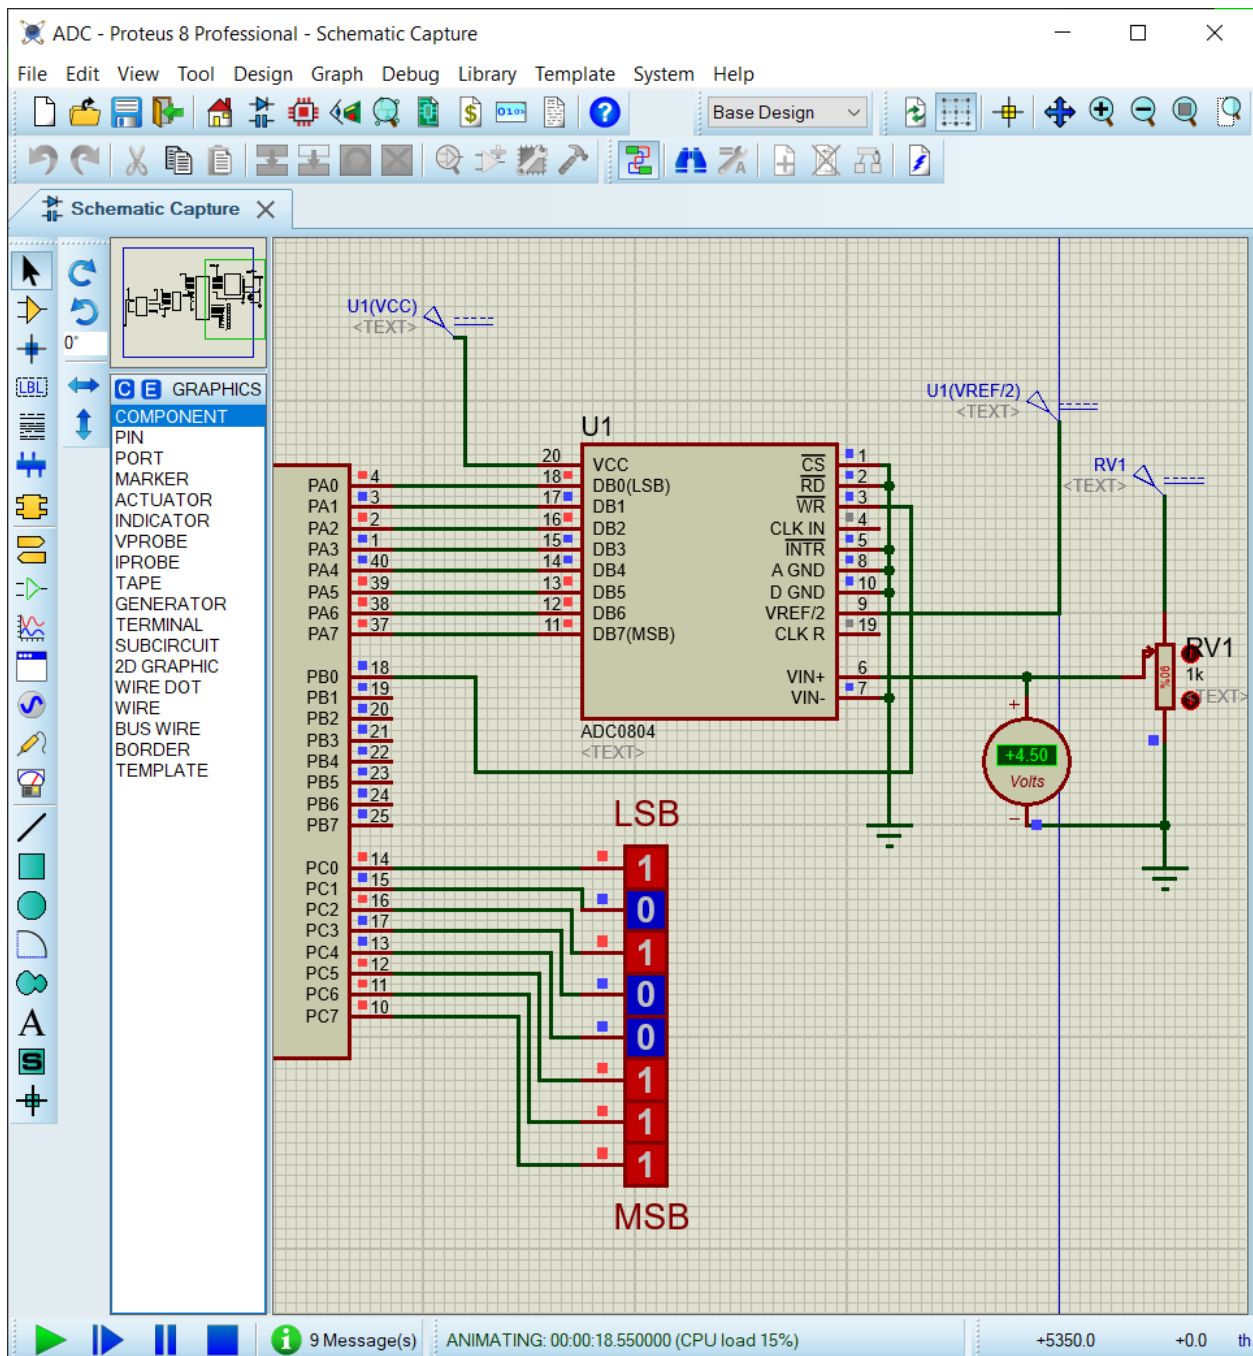 ADC - Proteus 8 Professional - Schematic Capture
File Edit View Tool Design Graph Debug Library Template System Help
Base Design
Schematic Capture
0°
C E GRAPHICS
COMPONENT
PIN
PORT
MARKER
ACTUATOR
INDICATOR
VPROBE
IPROBE
TAPE
GENERATOR
TERMINAL
SUBCIRCUIT
2D GRAPHIC
WIRE DOT
WIRE
BUS WIRE
BORDER
TEMPLATE
LBL
A
S
U1(VCC)
<TEXT>
U1(VREF/2)
<TEXT>
RV1
<TEXT>
U1
20 VCC
18 DB0(LSB)
17 DB1
16 DB2
15 DB3
14 DB4
13 DB5
12 DB6
11 DB7(MSB)
CS 1
RD 2
WR 3
CLK IN 4
INTR 5
A GND 8
D GND 10
VREF/2 9
CLK R 19
VIN+ 6
VIN- 7
ADC0804
<TEXT>
PA0 4
PA1 3
PA2 2
PA3 1
PA4 40
PA5 39
PA6 38
PA7 37
PB0 18
PB1 19
PB2 20
PB3 21
PB4 22
PB5 23
PB6 24
PB7 25
PC0 14
PC1 15
PC2 16
PC3 17
PC4 13
PC5 12
PC6 11
PC7 10
RV1
1k
<TEXT>
90%
+
+4.50
Volts
−
LSB
1
0
1
0
0
1
1
1
MSB
9 Message(s)
ANIMATING: 00:00:18.550000 (CPU load 15%)
+5350.0 +0.0 th